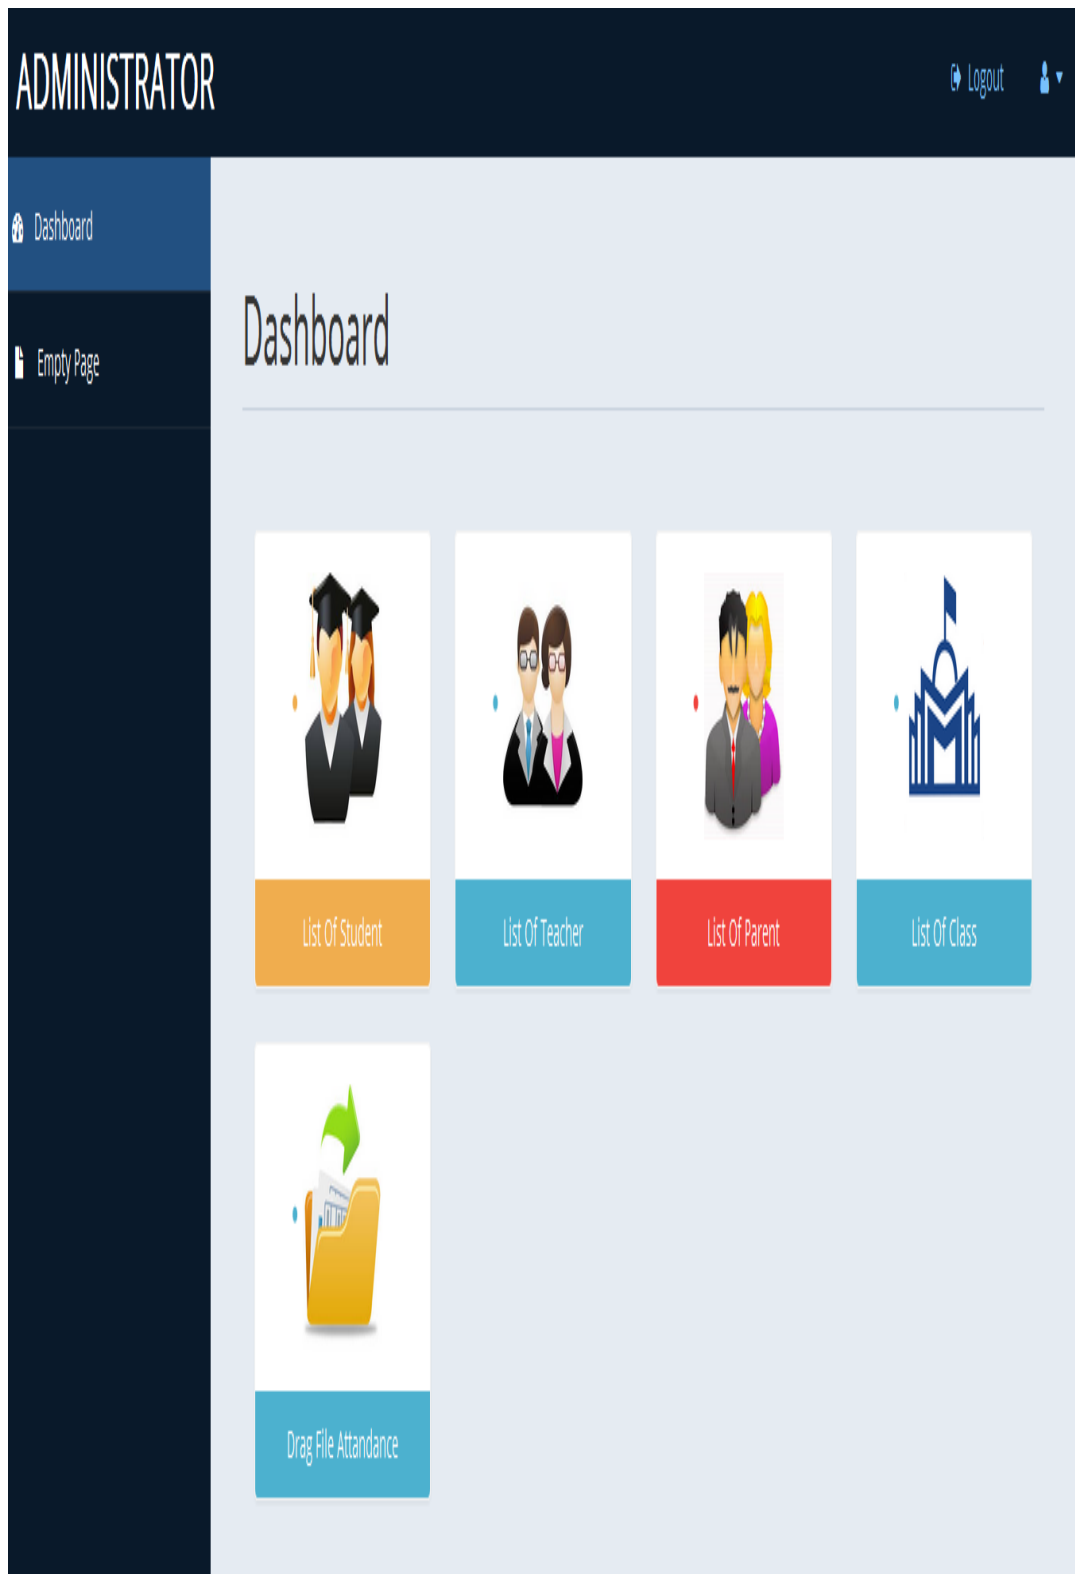 ADMINISTRATOR
Logout
Dashboard
Empty Page
Dashboard
List Of Student
List Of Teacher
List Of Parent
List Of Class
Drag File Attandance